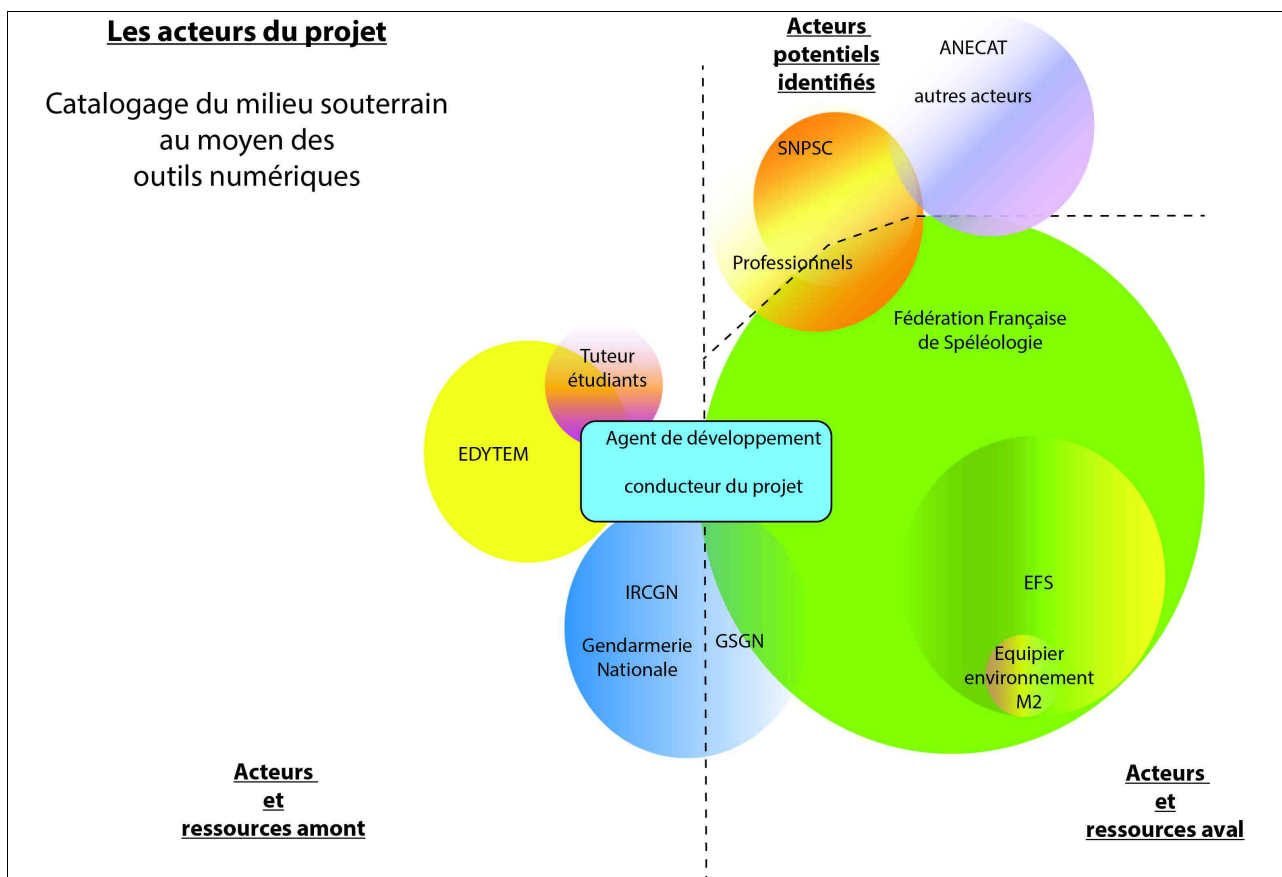 Les acteurs du projet
Catalogage du milieu souterrain
au moyen des
outils numériques
Acteurs
potentiels
identifiés
ANECAT
autres acteurs
SNPSC
Professionnels
Fédération Française
de Spéléologie
Tuteur
étudiants
EDYTEM
Agent de développement
conducteur du projet
IRCGN
Gendarmerie
Nationale
GSGN
EFS
Equipier
environnement
M2
Acteurs
et
ressources amont
Acteurs
et
ressources aval